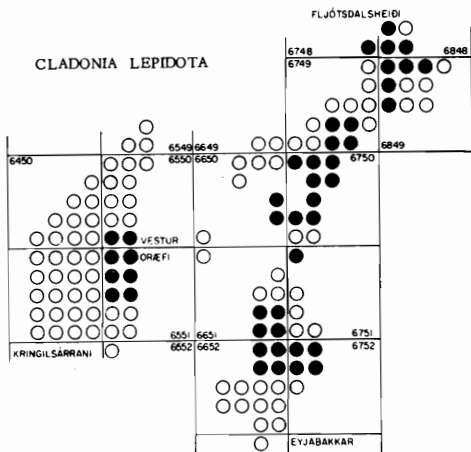 FLJÓTSDALSHEIÐI
CLADONIA LEPIDOTA
6748 6848
6749
6549 6649
6450 6550 6650 6750 6849
VESTUR
ÖRÆFI
6551 6651 6751
KRINGILSÁRRANI 6552 6652 6752
EYJABAKKAR